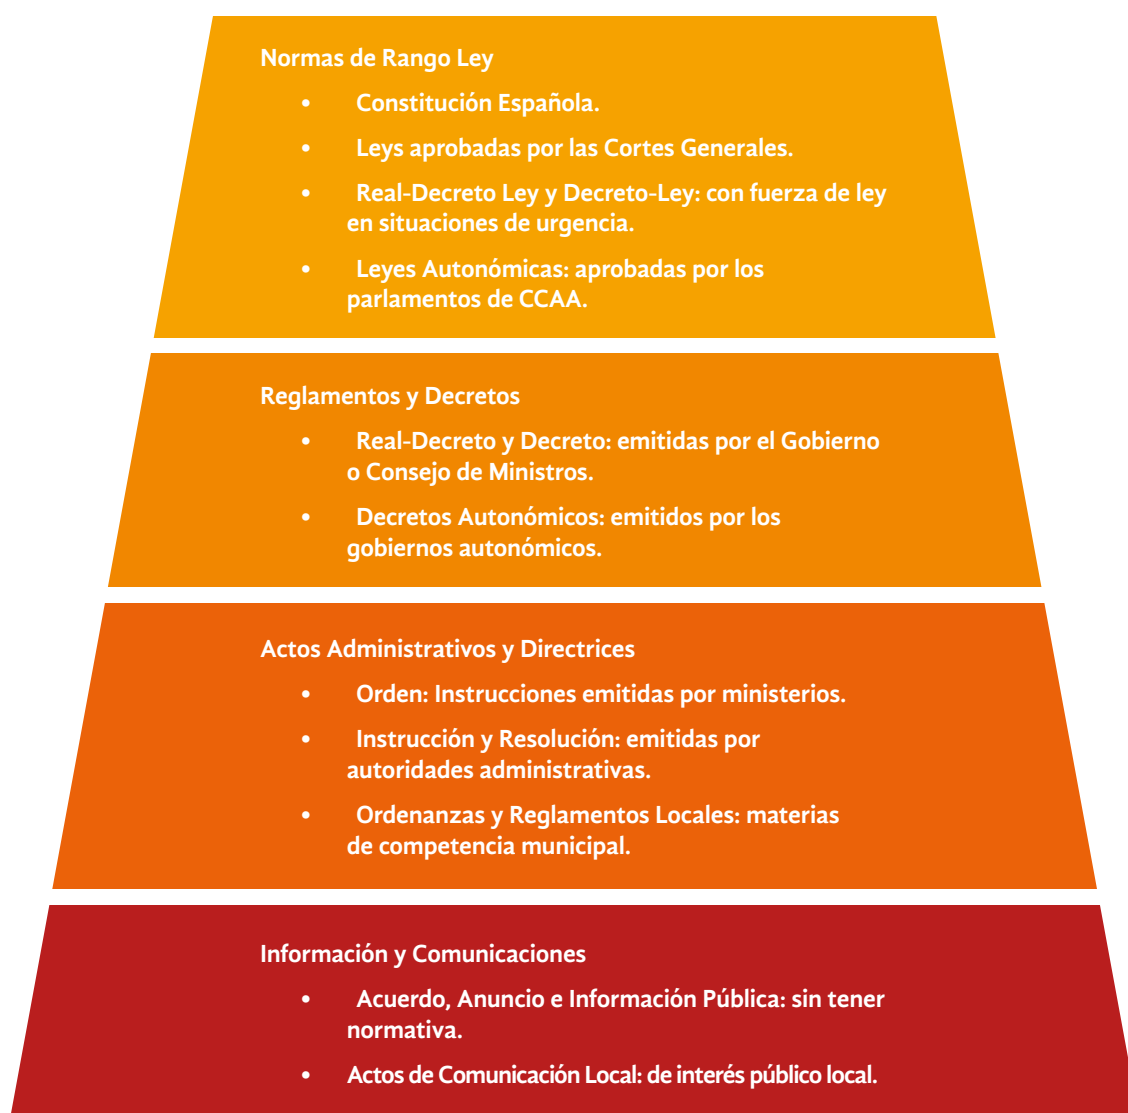 Normas de Rango Ley
• Constitución Española.
• Leys aprobadas por las Cortes Generales.
• Real-Decreto Ley y Decreto-Ley: con fuerza de ley
en situaciones de urgencia.
• Leyes Autonómicas: aprobadas por los
parlamentos de CCAA.
Reglamentos y Decretos
• Real-Decreto y Decreto: emitidas por el Gobierno
o Consejo de Ministros.
• Decretos Autonómicos: emitidos por los
gobiernos autonómicos.
Actos Administrativos y Directrices
• Orden: Instrucciones emitidas por ministerios.
• Instrucción y Resolución: emitidas por
autoridades administrativas.
• Ordenanzas y Reglamentos Locales: materias
de competencia municipal.
Información y Comunicaciones
• Acuerdo, Anuncio e Información Pública: sin tener
normativa.
• Actos de Comunicación Local: de interés público local.